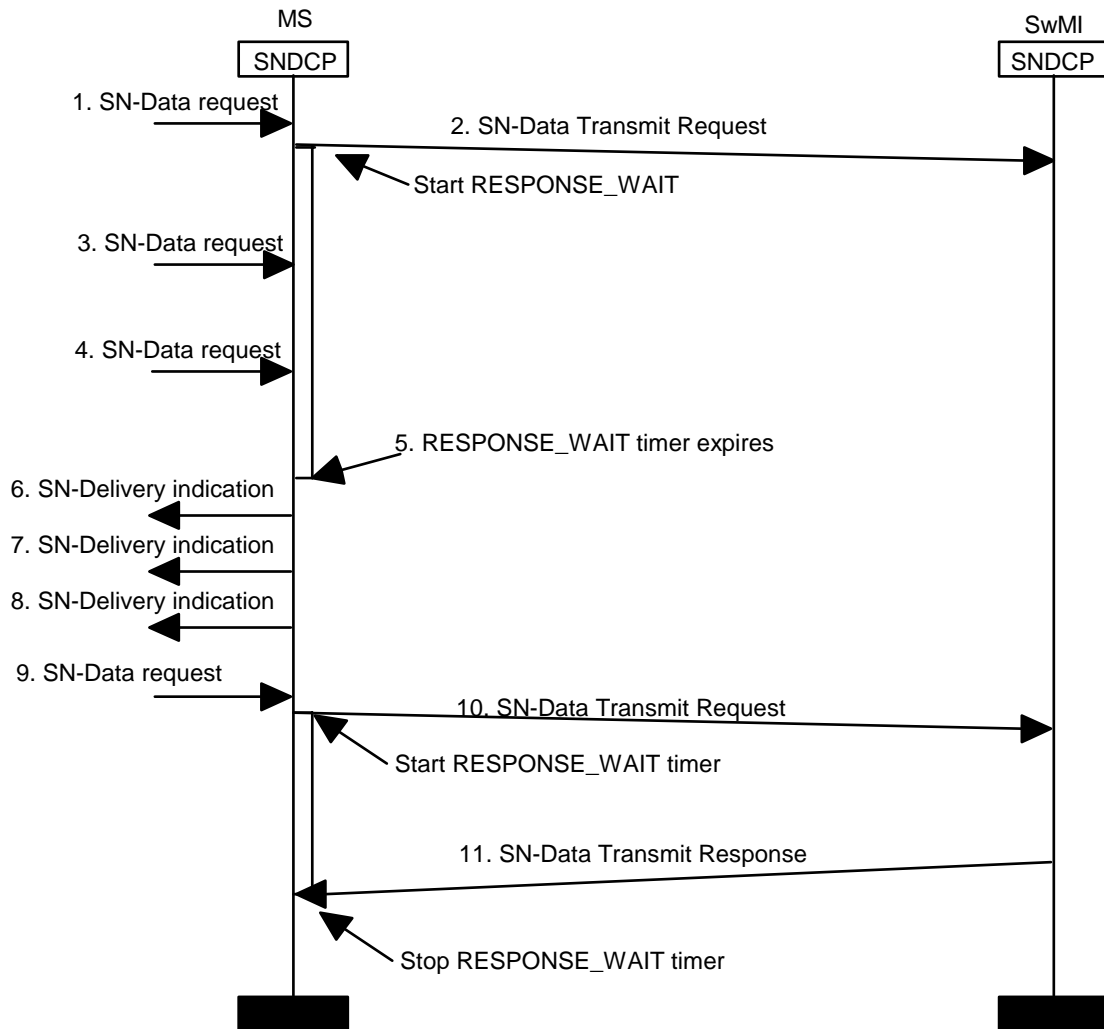 MS
SwMI
SNDCP
SNDCP
1. SN-Data request
2. SN-Data Transmit Request
Start RESPONSE_WAIT
3. SN-Data request
4. SN-Data request
5. RESPONSE_WAIT timer expires
6. SN-Delivery indication
7. SN-Delivery indication
8. SN-Delivery indication
9. SN-Data request
10. SN-Data Transmit Request
Start RESPONSE_WAIT timer
11. SN-Data Transmit Response
Stop RESPONSE_WAIT timer